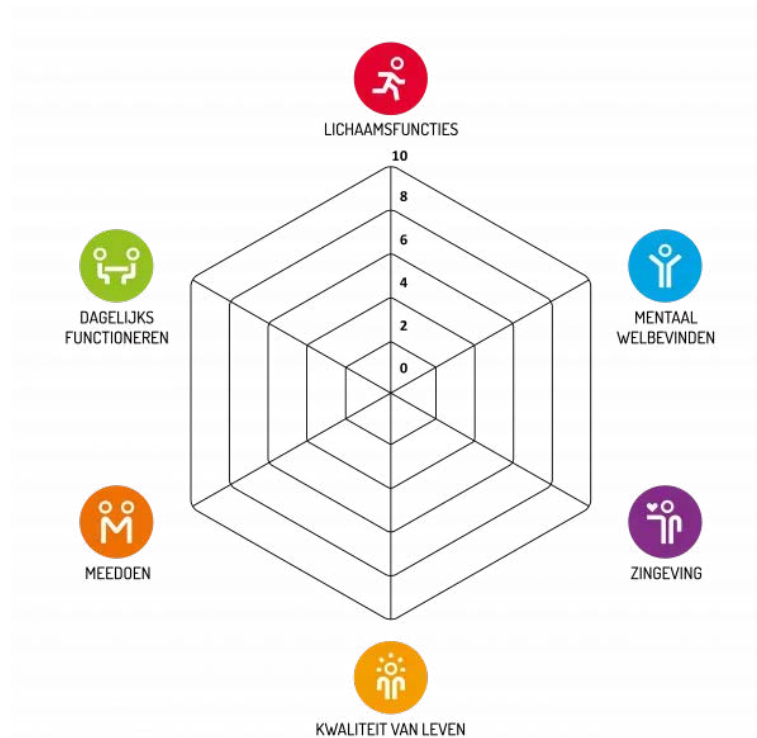 LICHAAMSFUNCTIES
10
8
6
4
2
0
DAGELIJKS
FUNCTIONEREN
MENTAAL
WELBEVINDEN
MEEDOEN
ZINGEVING
KWALITEIT VAN LEVEN